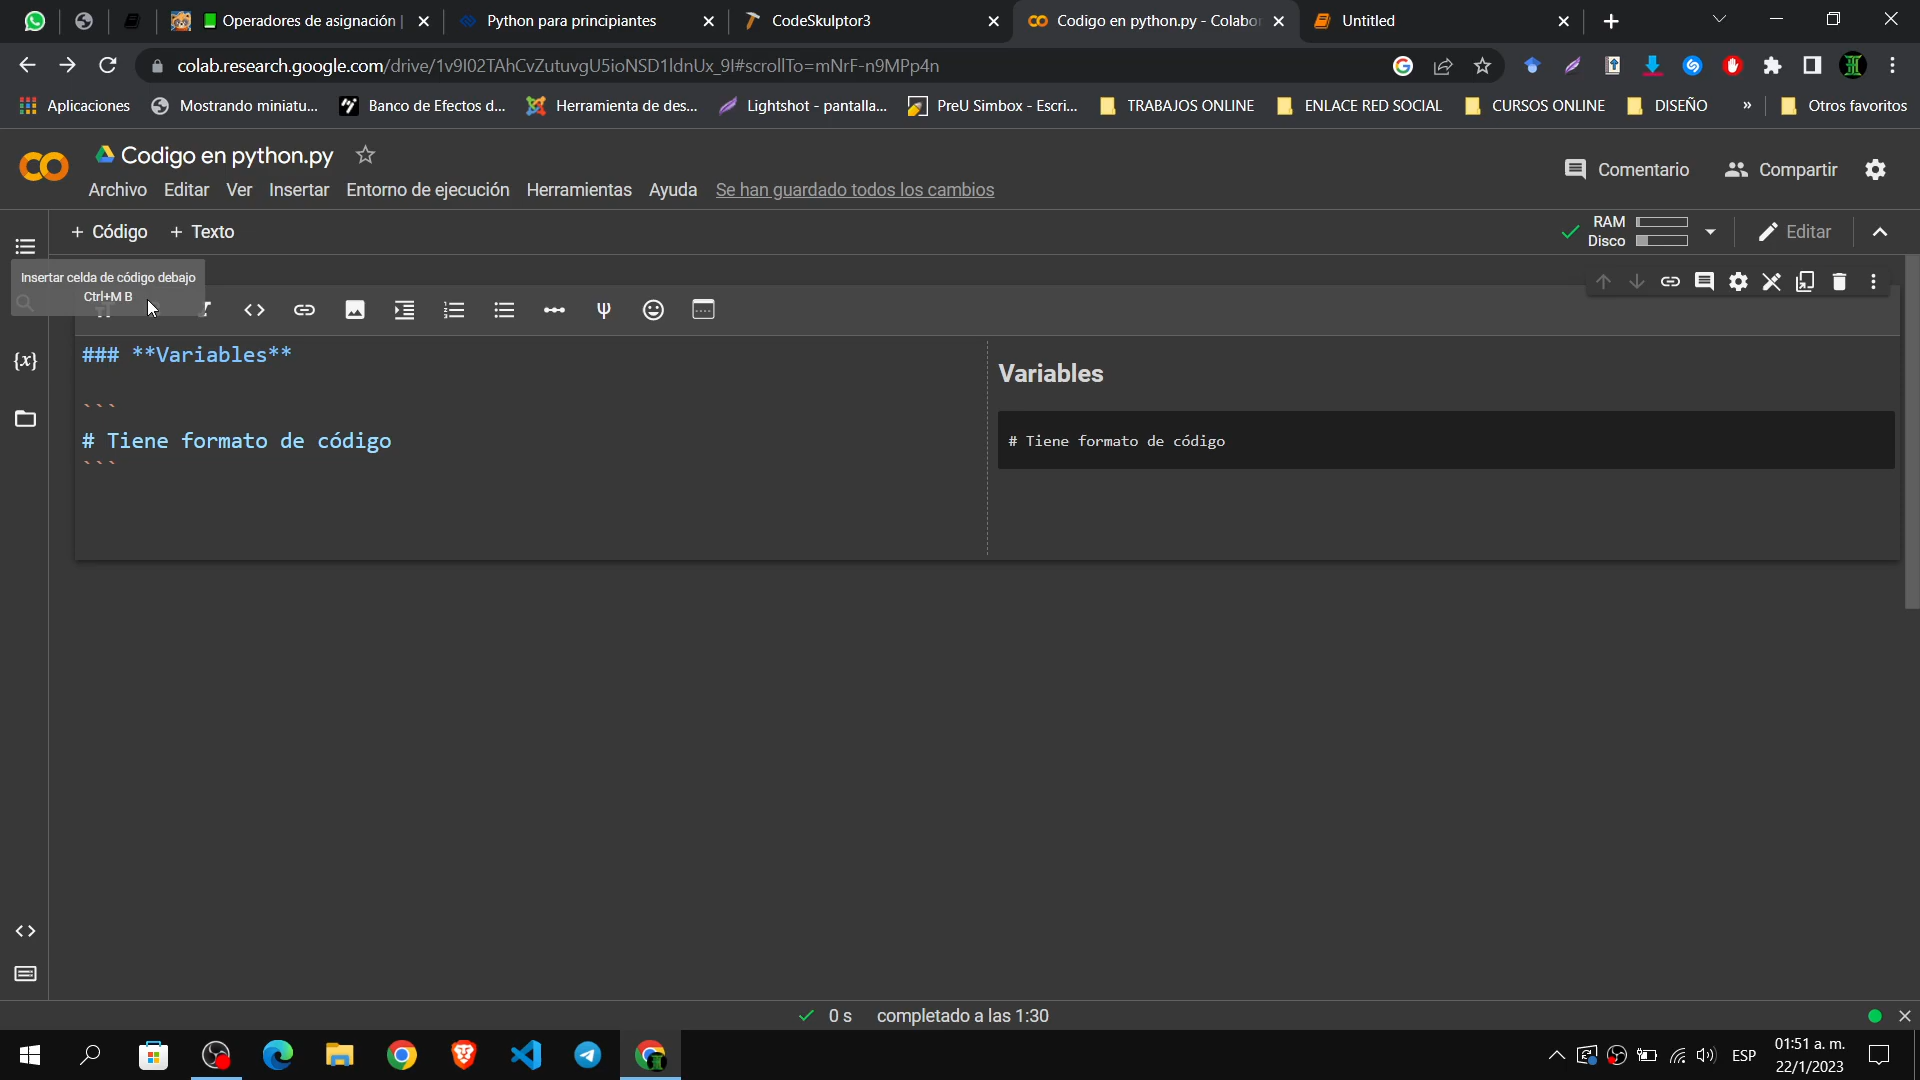 Operadores de asignación |
Python para principiantes
CodeSkulptor3
Codigo en python.py - Colabor
Untitled
colab.research.google.com/drive/1v9I02TAhCvZutuvgU5ioNSD1IdnUx_9I#scrollTo=mNrF-n9MPp4n
Aplicaciones
Mostrando miniatu...
Banco de Efectos d...
Herramienta de des...
Lightshot - pantalla...
PreU Simbox - Escri...
TRABAJOS ONLINE
ENLACE RED SOCIAL
CURSOS ONLINE
DISEÑO
»
Otros favoritos
Codigo en python.py
Comentario
Compartir
Archivo Editar Ver Insertar Entorno de ejecución Herramientas Ayuda Se han guardado todos los cambios
+ Código + Texto
RAM
Disco
Editar
Insertar celda de código debajo
Ctrl+M B
### **Variables**
```
# Tiene formato de código
```
Variables
# Tiene formato de código
{x}
0 s completado a las 1:30
ESP
01:51 a. m.
22/1/2023